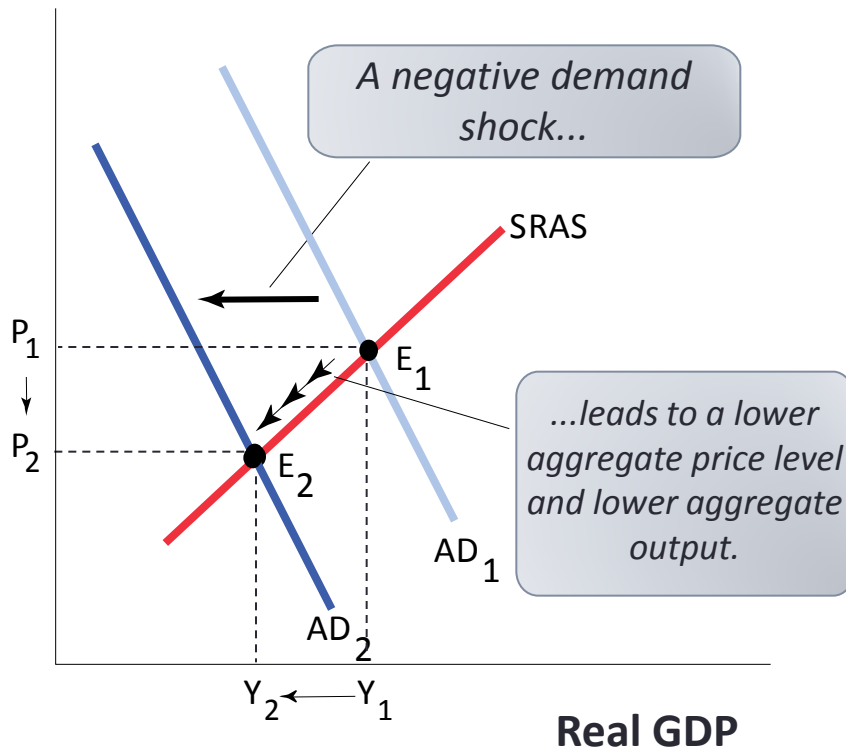 A negative demand
shock...
SRAS
P1
E1
...leads to a lower
aggregate price level
and lower aggregate
output.
P2
E2
AD1
AD2
Y2
Y1
Real GDP